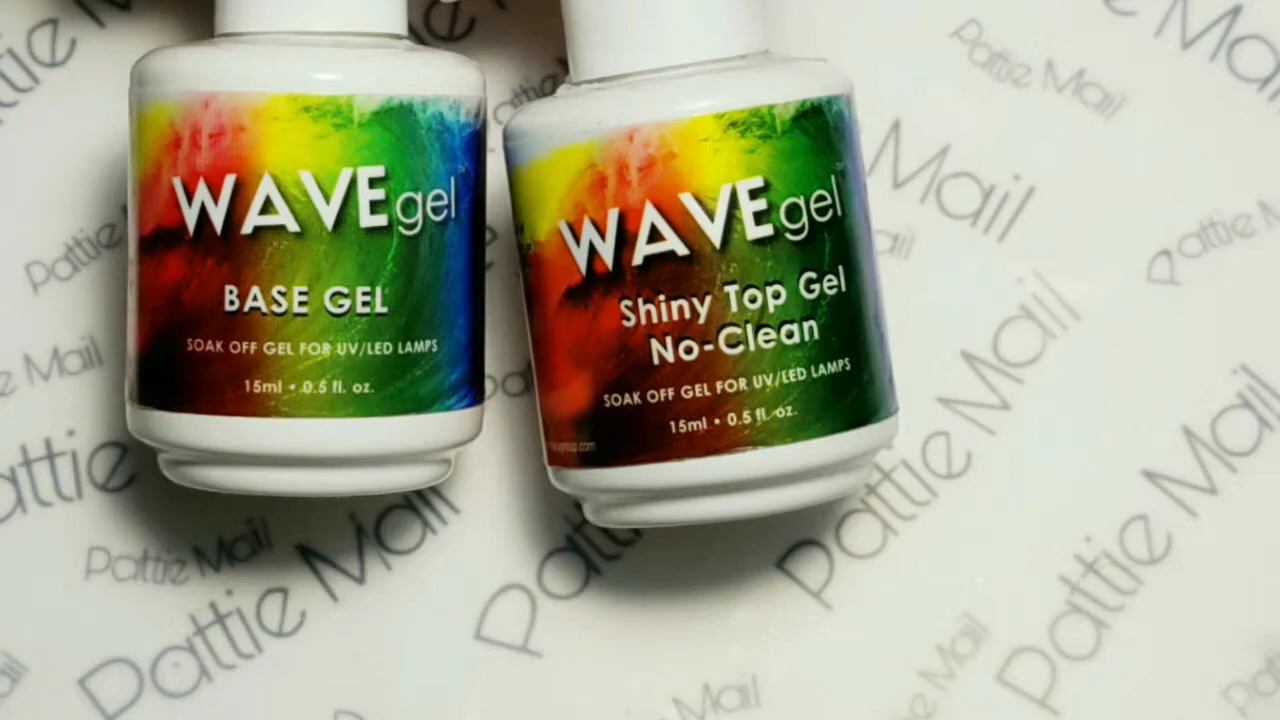 WAVEgel
BASE GEL
SOAK OFF GEL FOR UV/LED LAMPS
15ml • 0.5 fl. oz.
WAVEgel
Shiny Top Gel
No-Clean
SOAK OFF GEL FOR UV/LED LAMPS
15ml • 0.5 fl. oz.
Pattie Mail
Mail
Pattie
Pattie
Mail
Pattie Mail
Pattie Mail
Pattie Mail
Pattie Mail
Pattie Mail
Pattie Mail